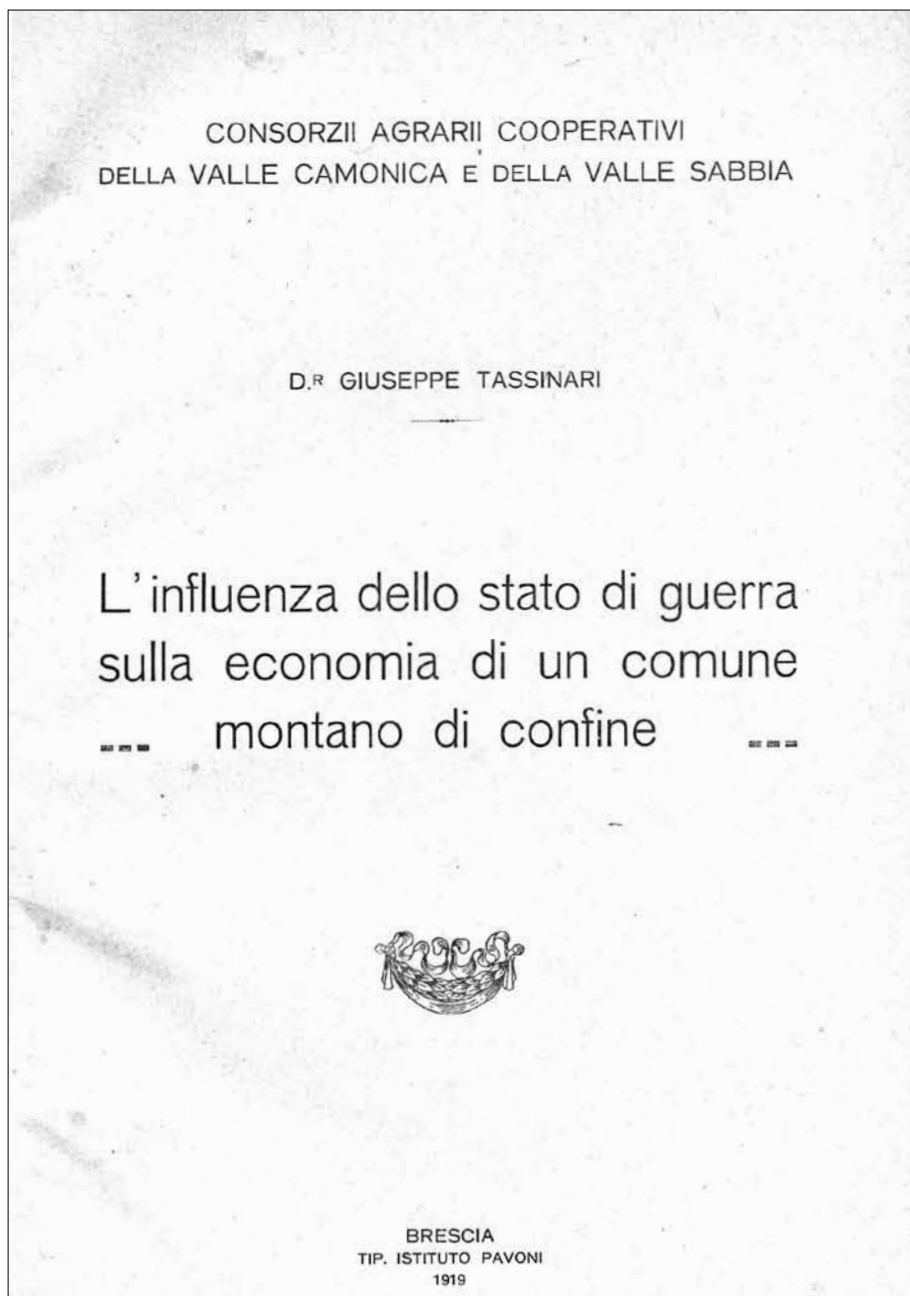 CONSORZII AGRARII COOPERATIVI
DELLA VALLE CAMONICA E DELLA VALLE SABBIA
D.R GIUSEPPE TASSINARI
L'influenza dello stato di guerra
sulla economia di un comune
montano di confine
BRESCIA
TIP. ISTITUTO PAVONI
1919